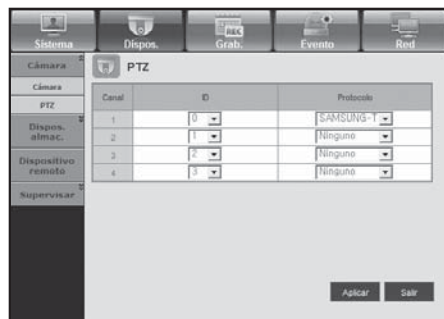 Sistema Dispos. Grab. Evento Red
REC
Cámara
Cámara
PTZ
Dispos.
almac.
Dispositivo
remoto
Supervisar
PTZ
Canal ID Protocolo
1 0 SAMSUNG-T
2 1 Ninguno
3 2 Ninguno
4 3 Ninguno
Aplicar Salir